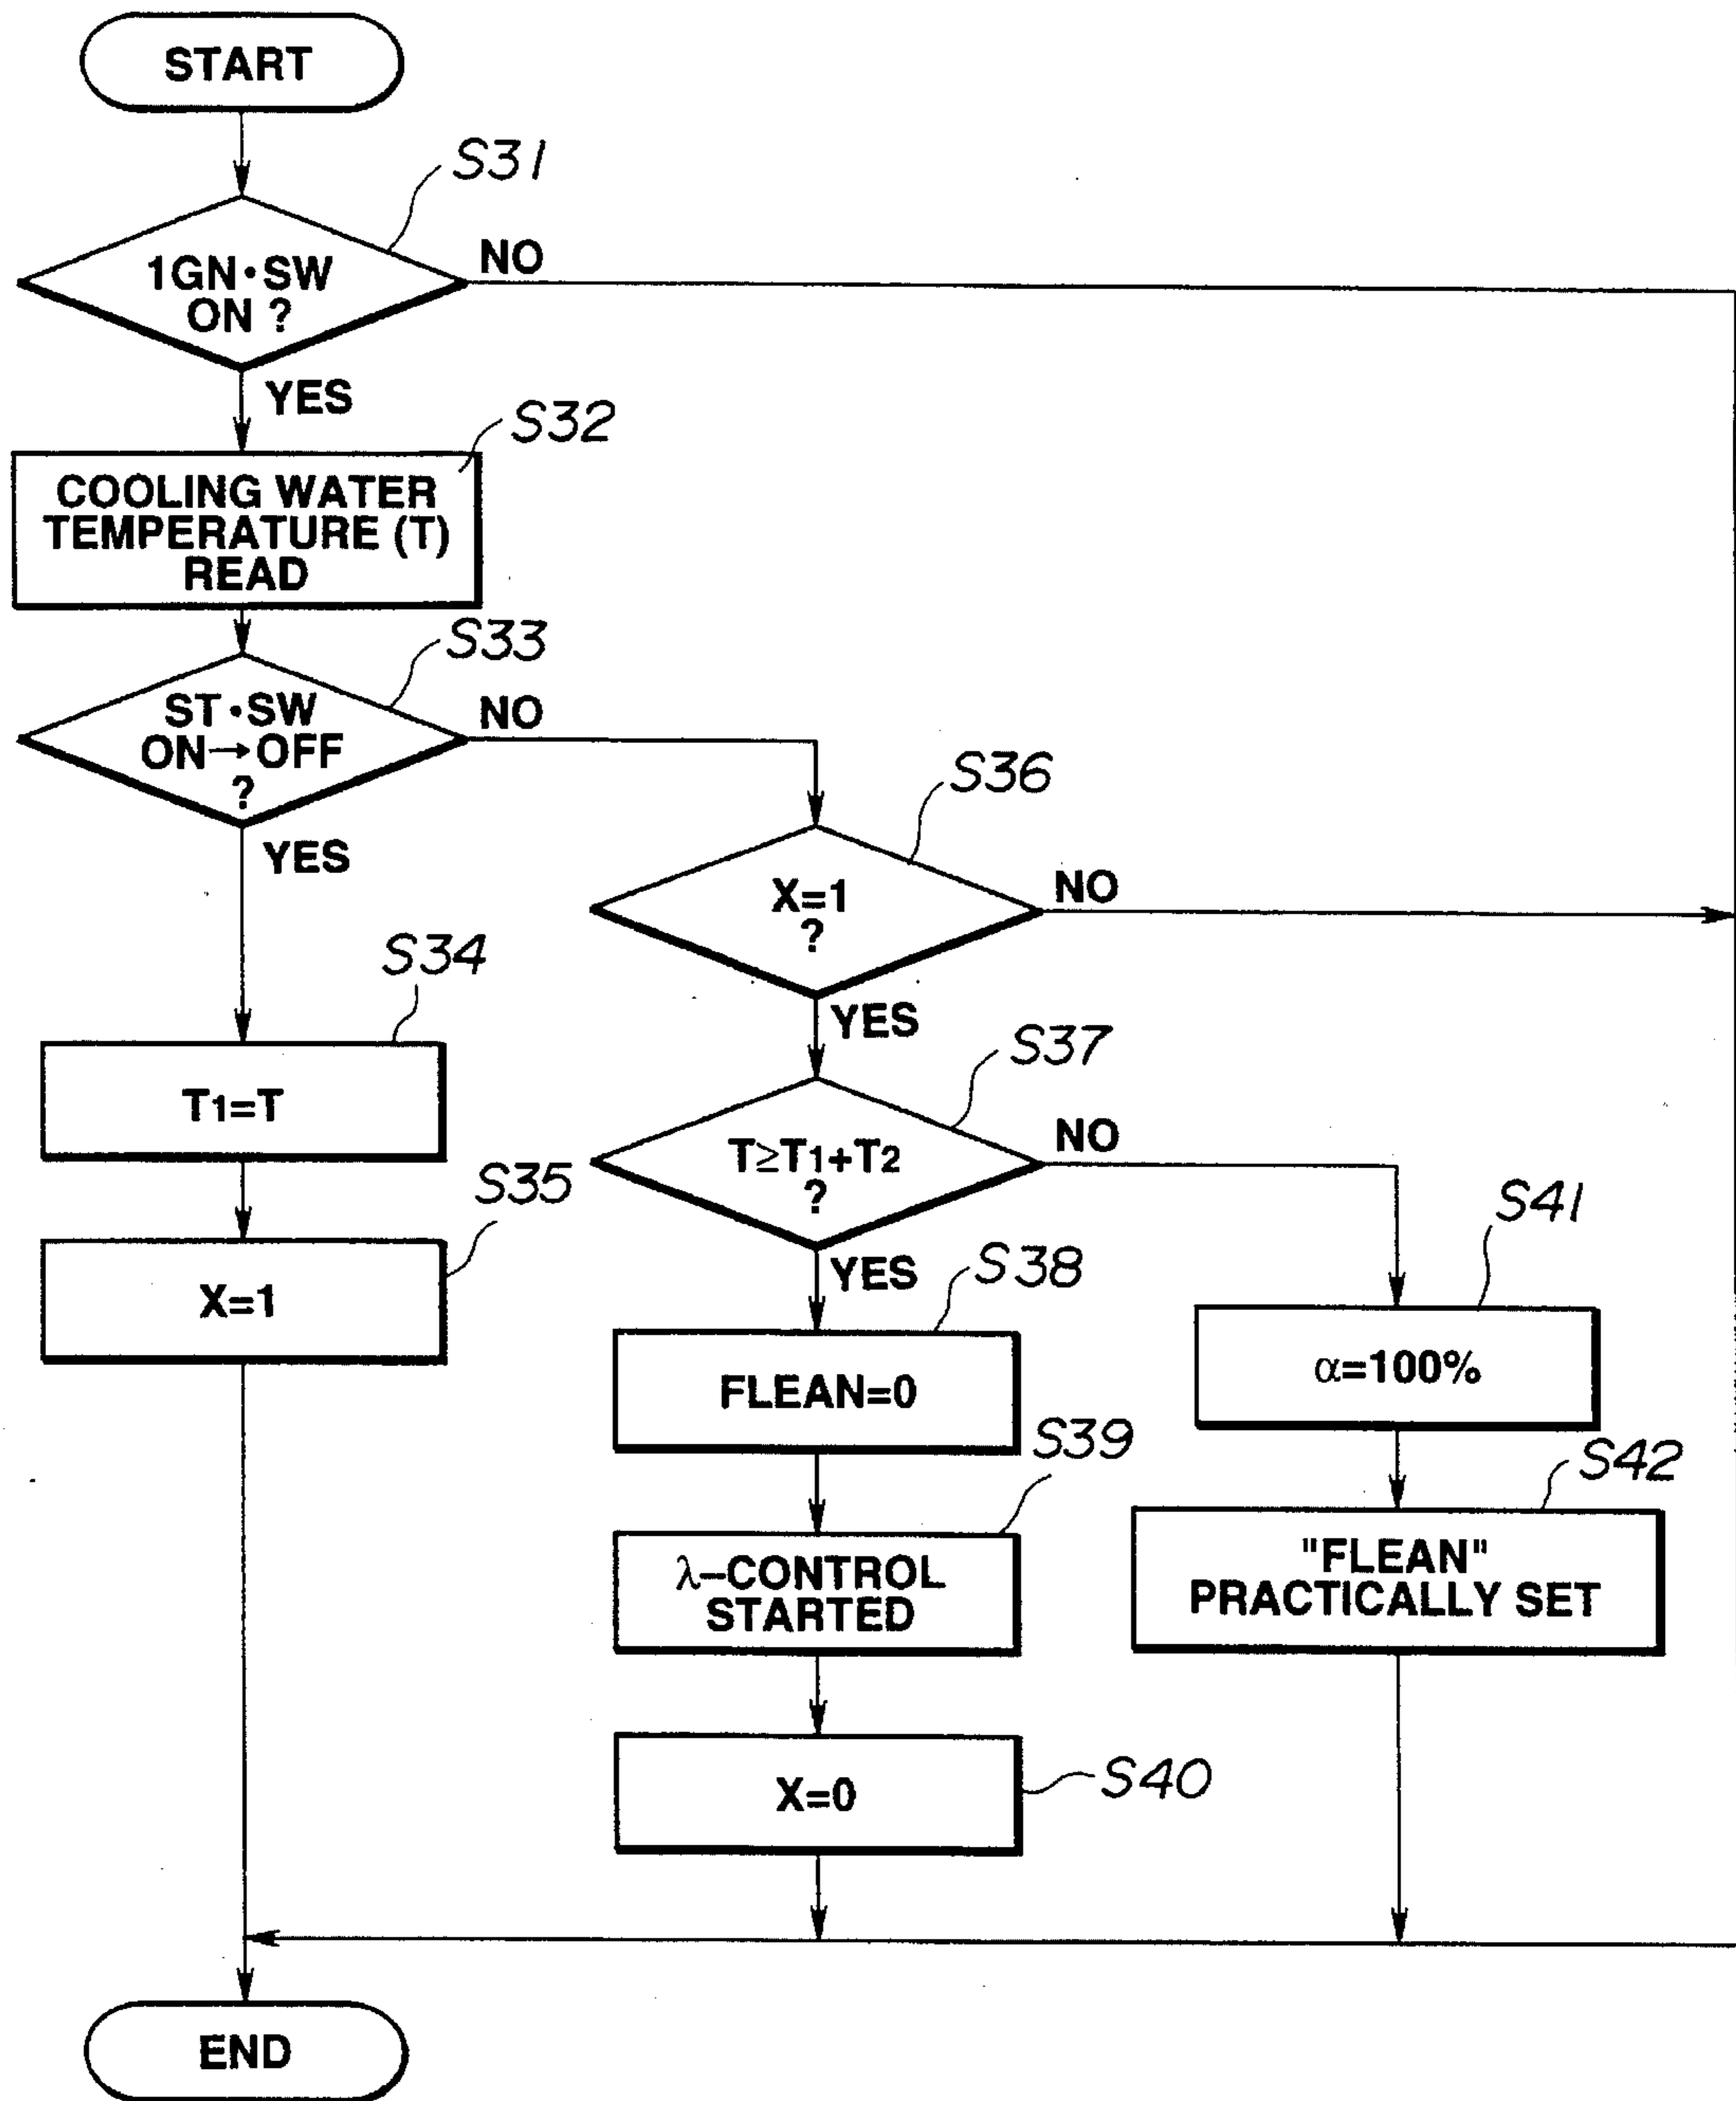 START
S31
1GN·SW
ON ?
NO
YES
S32
COOLING WATER
TEMPERATURE (T)
READ
S33
ST·SW
ON→OFF
?
NO
YES
S36
X=1
?
NO
YES
S34
T1=T
S37
T≥T1+T2
?
NO
YES
S35
X=1
S38
FLEAN=0
S41
α=100%
S39
λ-CONTROL
STARTED
S42
"FLEAN"
PRACTICALLY SET
S40
X=0
END